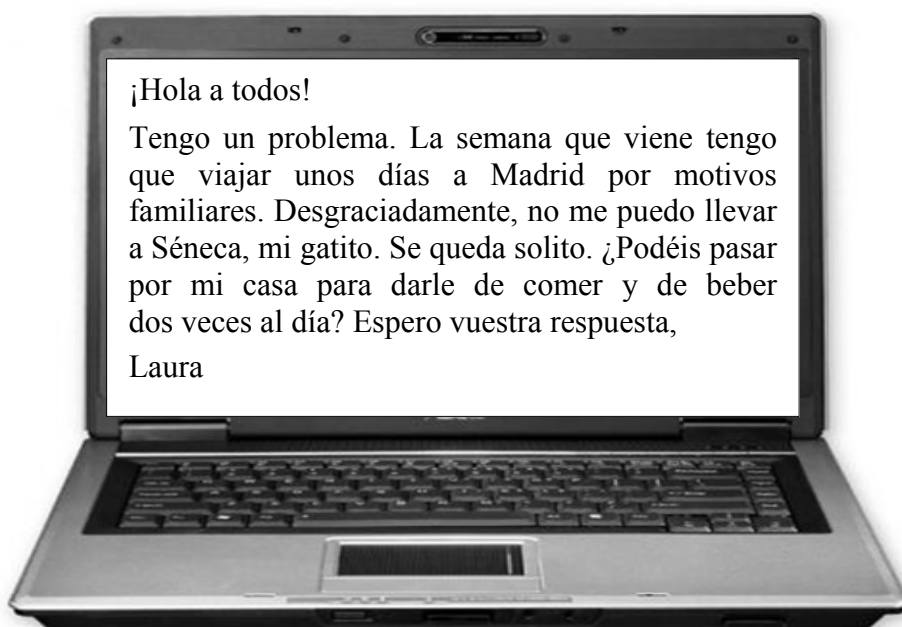 ¡Hola a todos!
Tengo un problema. La semana que viene tengo
que viajar unos días a Madrid por motivos
familiares. Desgraciadamente, no me puedo llevar
a Séneca, mi gatito. Se queda solito. ¿Podéis pasar
por mi casa para darle de comer y de beber
dos veces al día? Espero vuestra respuesta,
Laura